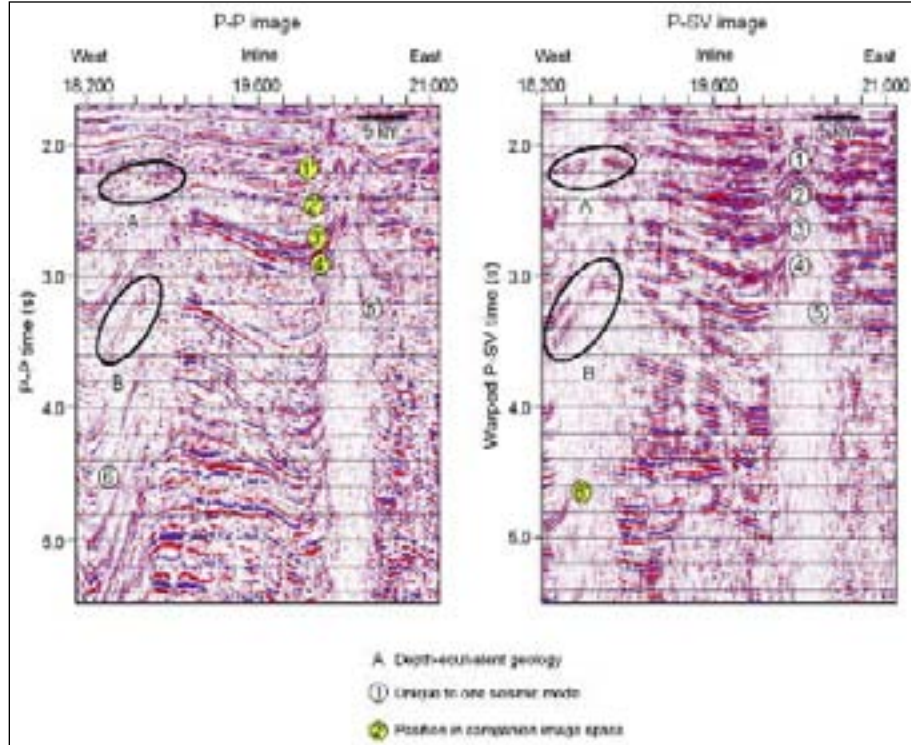 P-P image
West Inline East
18,200 19,600 21,000
5 km
2.0
3.0
4.0
5.0
P-P time (s)
A
B
1
2
3
4
5
6
P-SV image
West Inline East
18,200 19,600 21,000
5 km
2.0
3.0
4.0
5.0
Warped P-SV time (s)
A
B
1
2
3
4
5
6
A Depth-equivalent geology
1 Unique to one seismic mode
2 Position in companion image space